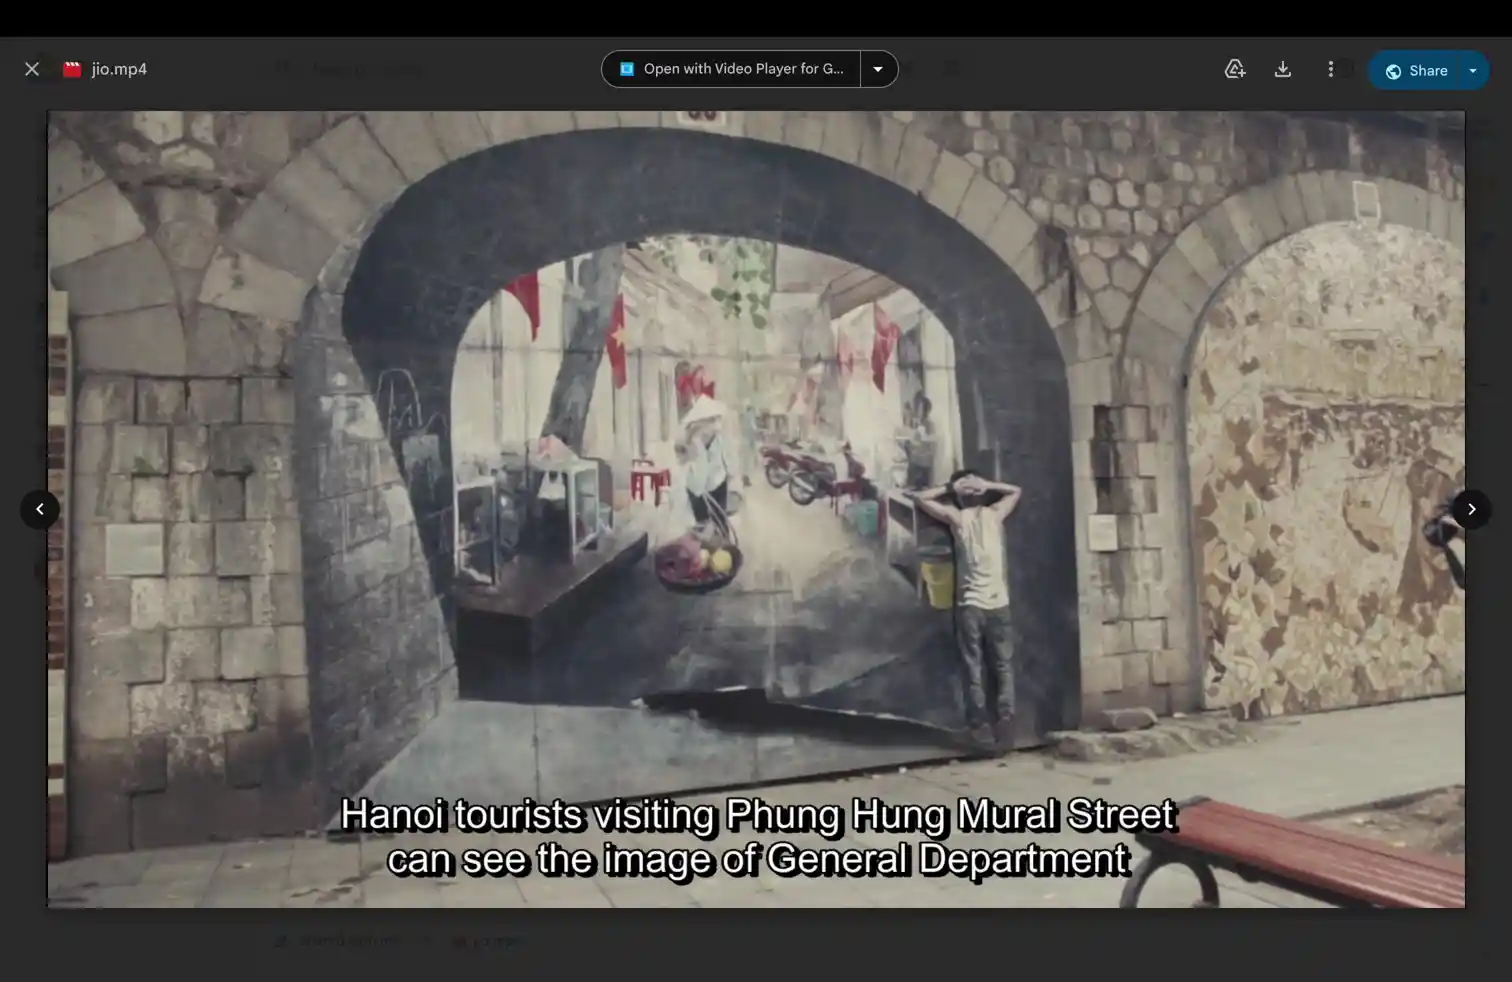 jio.mp4
Open with Video Player for G...
Share
Hanoi tourists visiting Phung Hung Mural Street
can see the image of General Department